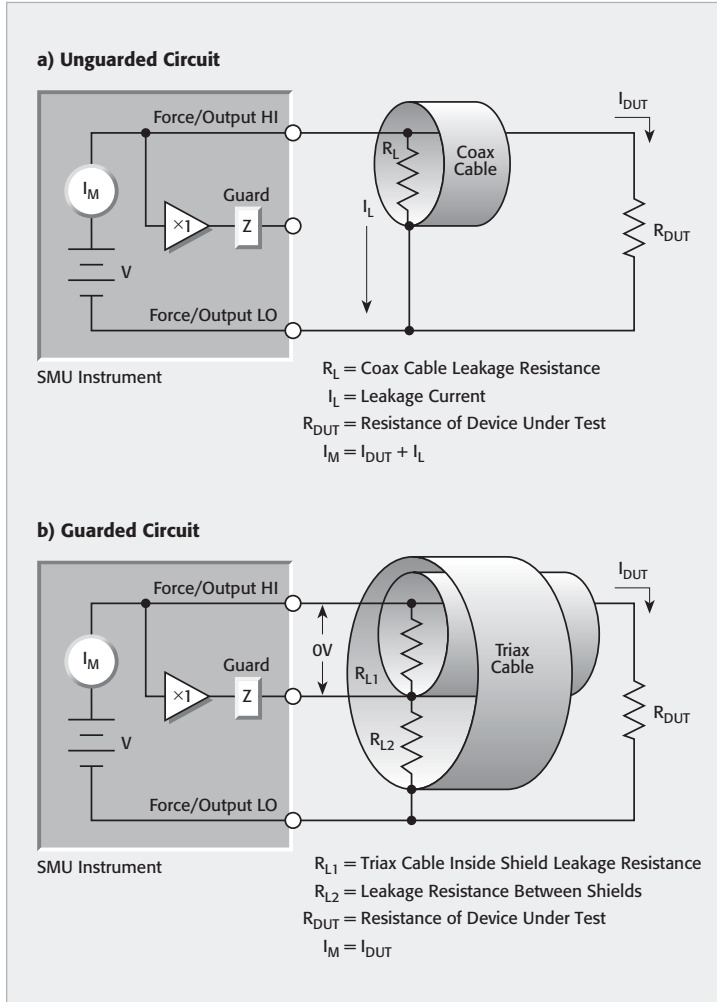 a) Unguarded Circuit
Force/Output HI
I_DUT
R_L
Coax
Cable
I_M
Guard
×1
Z
I_L
R_DUT
V
Force/Output LO
SMU Instrument
R_L = Coax Cable Leakage Resistance
I_L = Leakage Current
R_DUT = Resistance of Device Under Test
I_M = I_DUT + I_L
b) Guarded Circuit
Force/Output HI
I_DUT
0V
I_M
Guard
×1
Z
R_L1
Triax
Cable
R_L2
R_DUT
V
Force/Output LO
SMU Instrument
R_L1 = Triax Cable Inside Shield Leakage Resistance
R_L2 = Leakage Resistance Between Shields
R_DUT = Resistance of Device Under Test
I_M = I_DUT